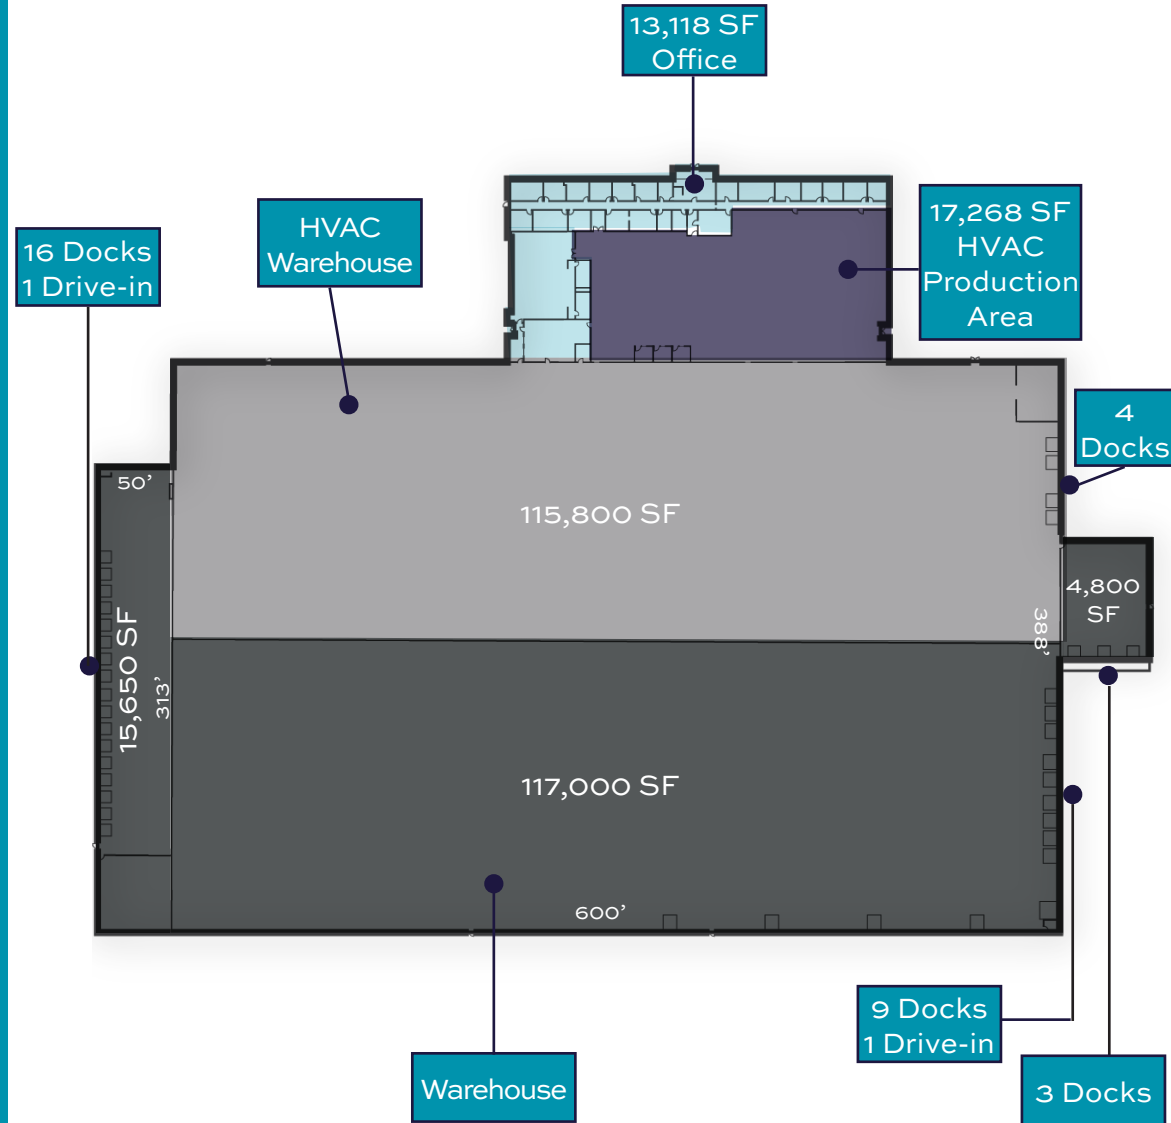 13,118 SF
Office
HVAC
Warehouse
17,268 SF
HVAC
Production
Area
16 Docks
1 Drive-in
4
Docks
50’
115,800 SF
4,800
SF
388’
15,650 SF
313’
117,000 SF
600’
9 Docks
1 Drive-in
Warehouse
3 Docks